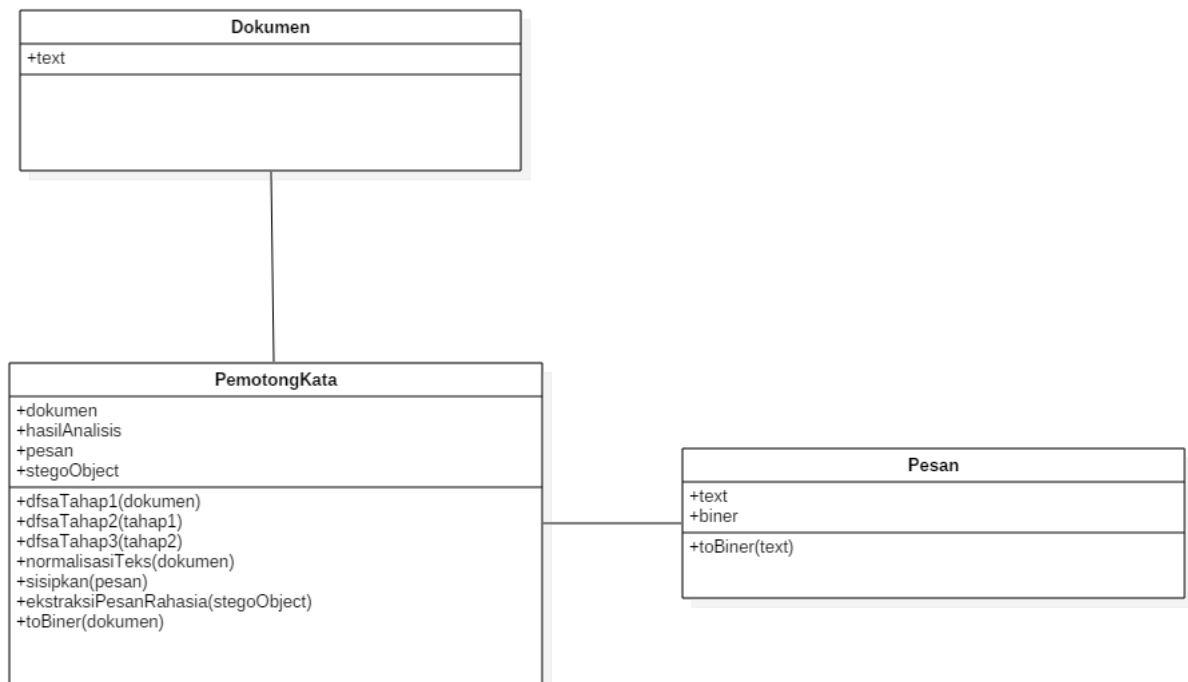 Dokumen
+text
PemotongKata
+dokumen
+hasilAnalisis
+pesan
+stegoObject
+dfsaTahap1(dokumen)
+dfsaTahap2(tahap1)
+dfsaTahap3(tahap2)
+normalisasiTeks(dokumen)
+sisipkan(pesan)
+ekstraksiPesanRahasia(stegoObject)
+toBiner(dokumen)
Pesan
+text
+biner
+toBiner(text)